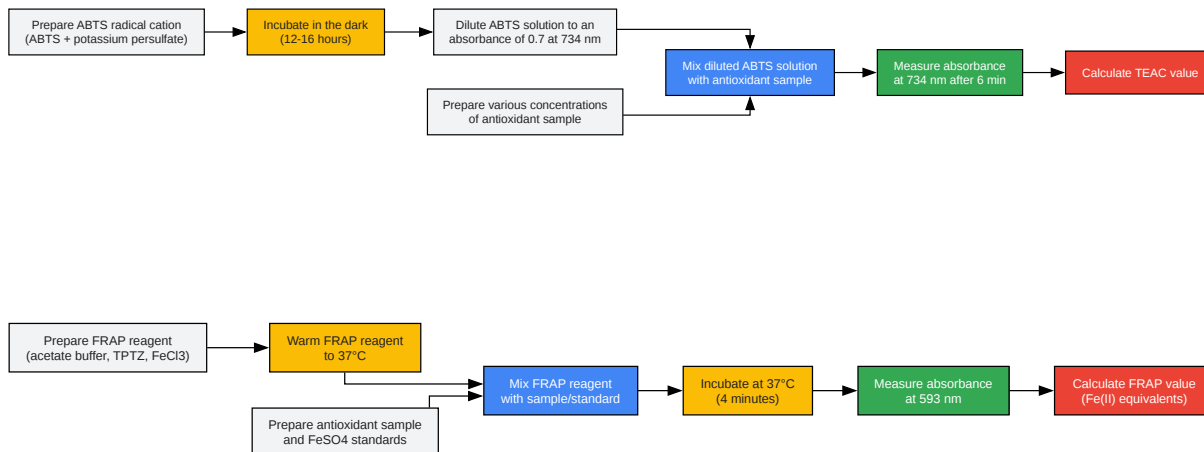 Prepare ABTS radical cation
(ABTS + potassium persulfate)
Incubate in the dark
(12-16 hours)
Dilute ABTS solution to an
absorbance of 0.7 at 734 nm
Prepare various concentrations
of antioxidant sample
Mix diluted ABTS solution
with antioxidant sample
Measure absorbance
at 734 nm after 6 min
Calculate TEAC value
Prepare FRAP reagent
(acetate buffer, TPTZ, FeCl3)
Warm FRAP reagent
to 37°C
Prepare antioxidant sample
and FeSO4 standards
Mix FRAP reagent
with sample/standard
Incubate at 37°C
(4 minutes)
Measure absorbance
at 593 nm
Calculate FRAP value
(Fe(II) equivalents)